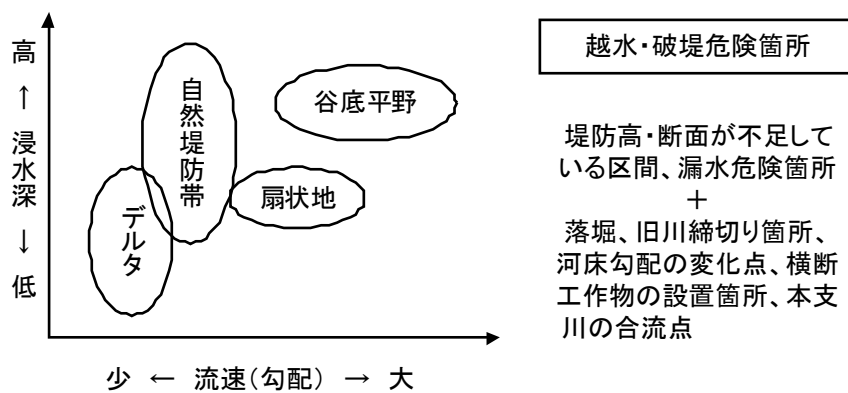 高 ↑ 浸水深 ↓ 低
自然堤防帯
谷底平野
扇状地
デルタ
少 ← 流速(勾配) → 大
越水・破堤危険箇所
堤防高・断面が不足して
いる区間、漏水危険箇所
+
落堀、旧川締切り箇所、
河床勾配の変化点、横断
工作物の設置箇所、本支
川の合流点